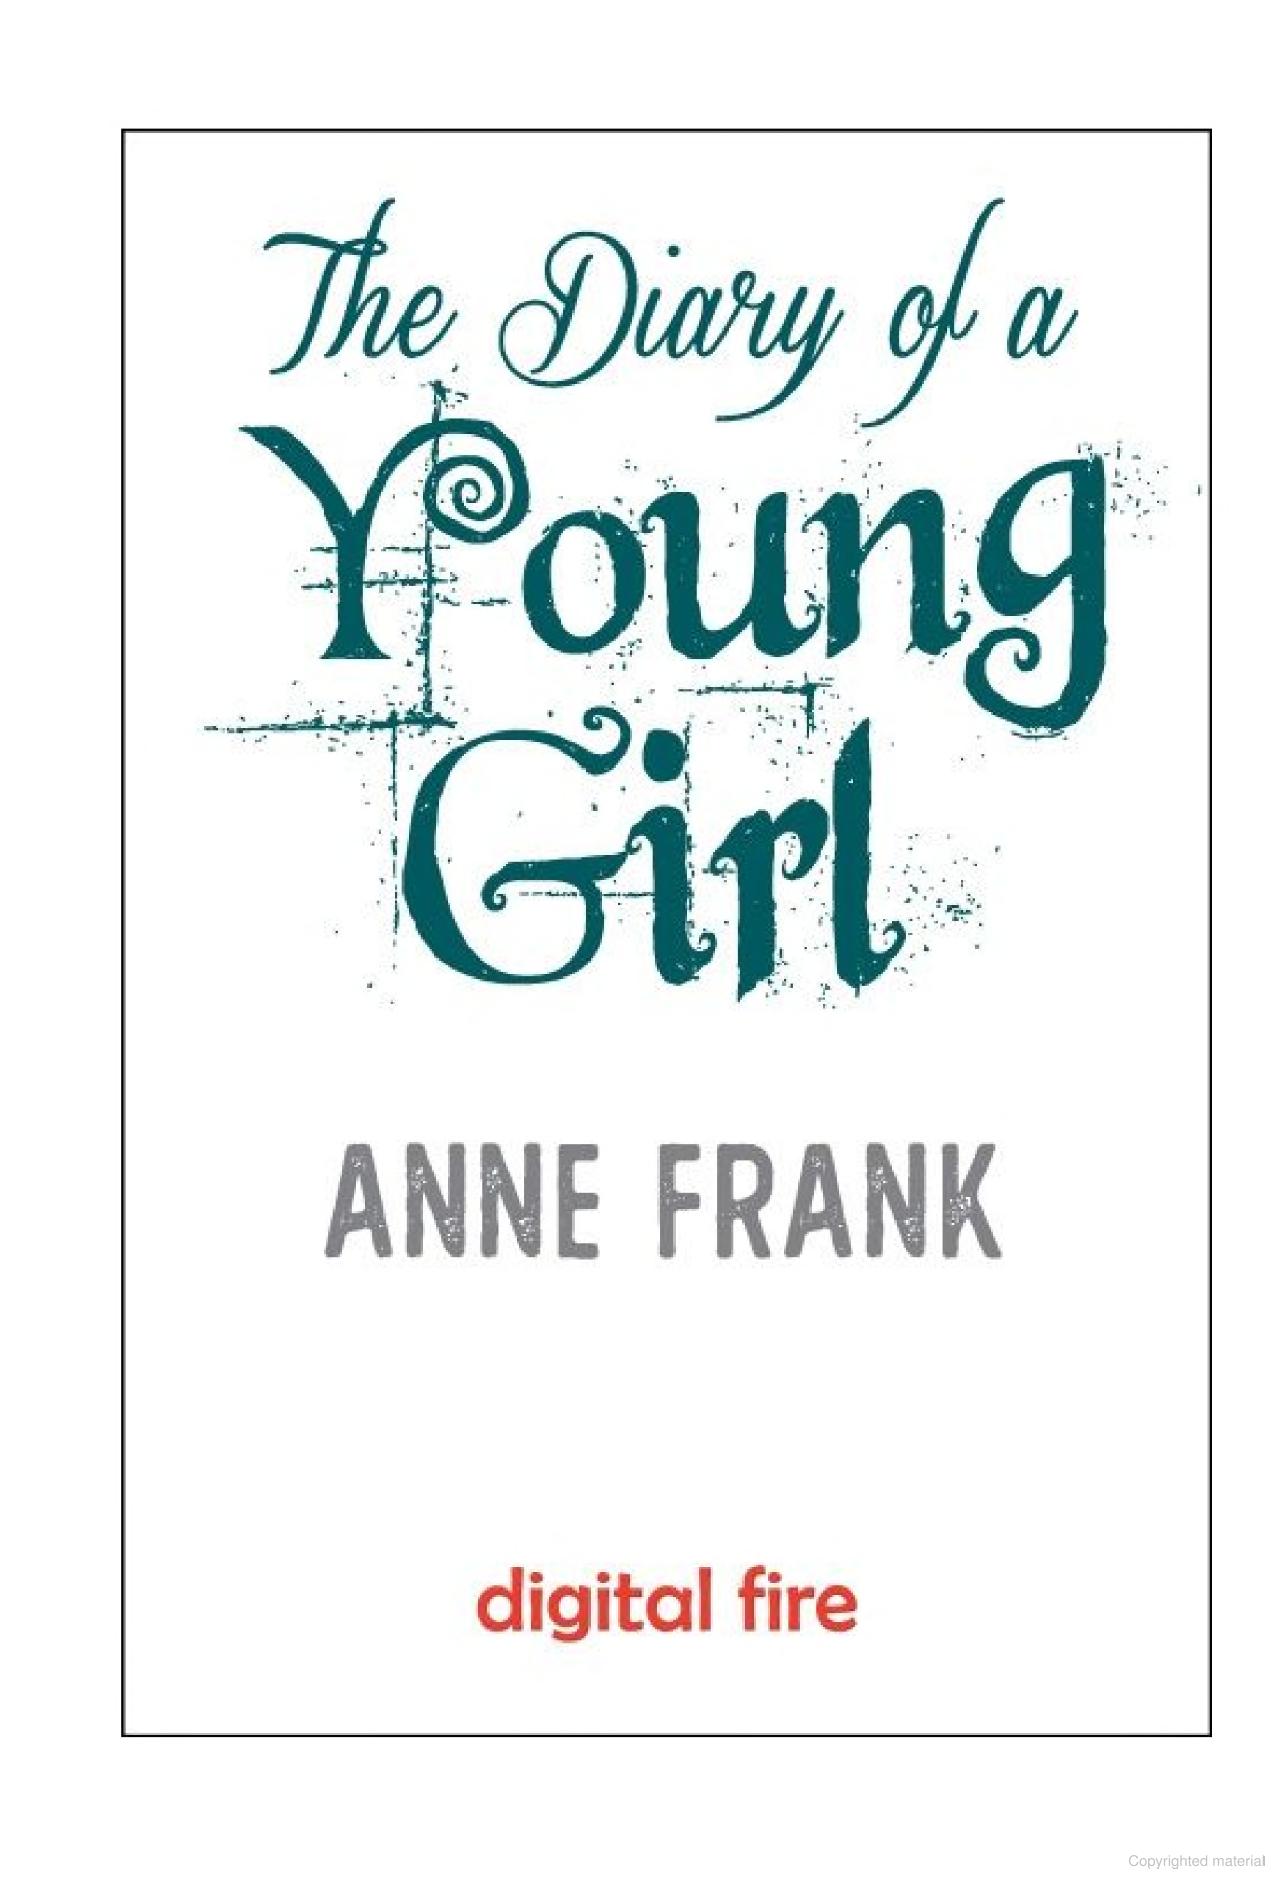 The Diary of a
Young
Girl
ANNE FRANK
digital fire
Copyrighted material